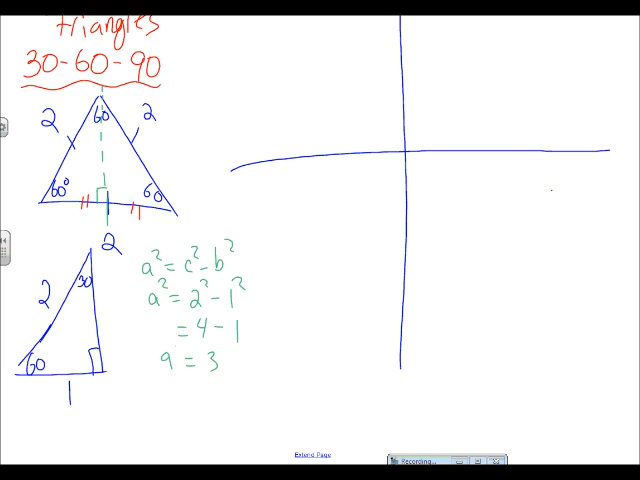 triangles
30-60-90
2
60
2
60°
60
2
2
30
60
1
a² = c² - b²
a² = 2² - 1²
= 4 - 1
a = 3
Extend Page
Recording...